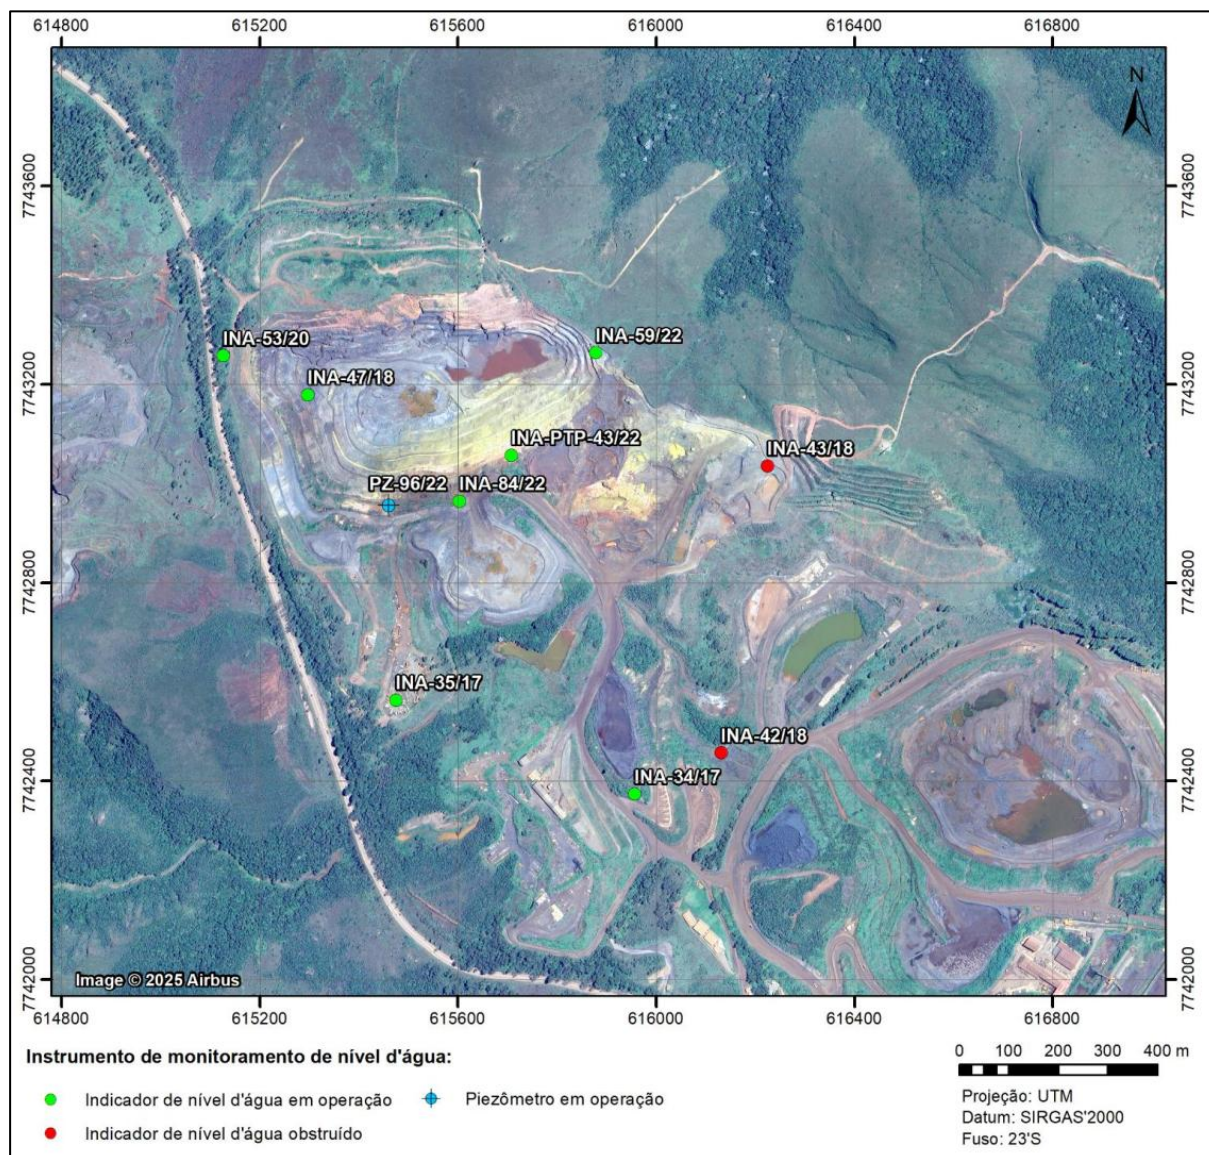 614800 615200 615600 616000 616400 616800
N
7743600 7743600
INA-53/20 INA-59/22
INA-47/18
7743200 7743200
INA-PTP-43/22 INA-43/18
PZ-96/22 INA-84/22
7742800 7742800
INA-35/17
INA-42/18
INA-34/17
7742400 7742400
7742000 7742000
Image © 2025 Airbus
614800 615200 615600 616000 616400 616800
Instrumento de monitoramento de nível d'água:
Indicador de nível d'água em operação Piezômetro em operação
Indicador de nível d'água obstruído
0 100 200 300 400 m
Projeção: UTM
Datum: SIRGAS'2000
Fuso: 23'S